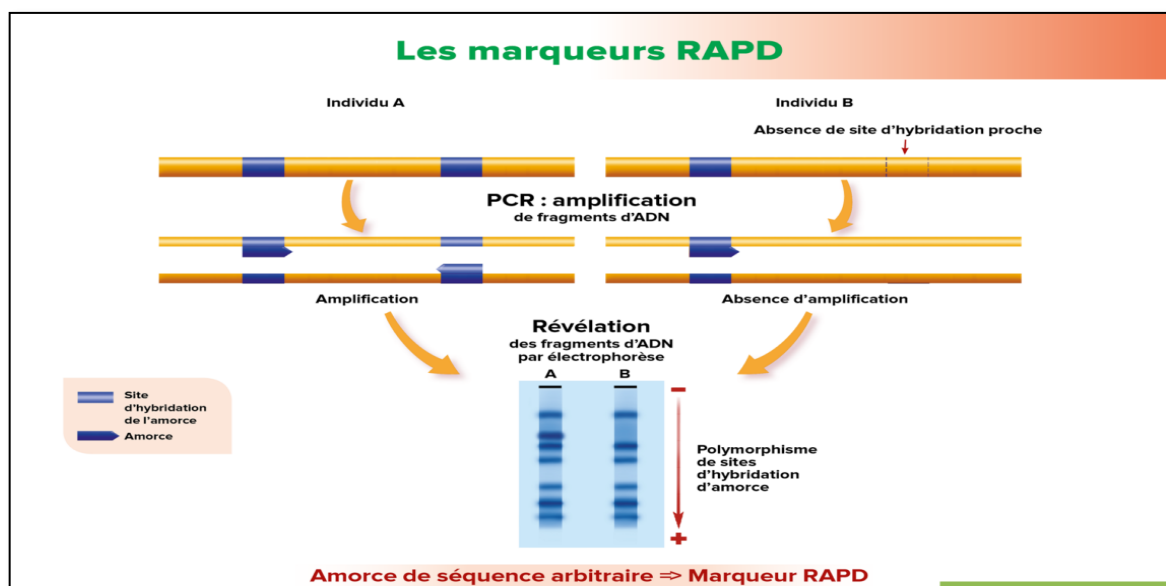 Les marqueurs RAPD
Individu A
Individu B
Absence de site d'hybridation proche
PCR : amplification
de fragments d'ADN
Amplification
Absence d'amplification
Révélation
des fragments d'ADN
par électrophorèse
A
B
−
Site
d'hybridation
de l'amorce
Amorce
Polymorphisme
de sites
d'hybridation
d'amorce
+
Amorce de séquence arbitraire ⇒ Marqueur RAPD